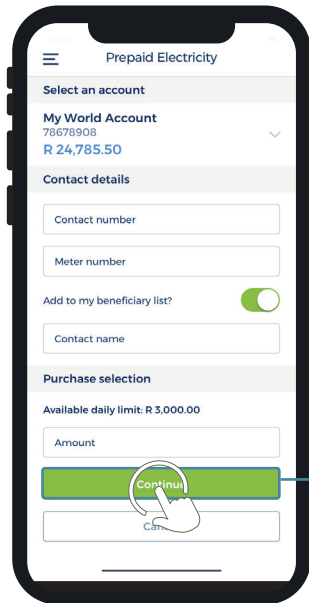 Prepaid Electricity
Select an account
My World Account
78678908
R 24,785.50
Contact details
Contact number
Meter number
Add to my beneficiary list?
Contact name
Purchase selection
Available daily limit: R 3,000.00
Amount
Continue